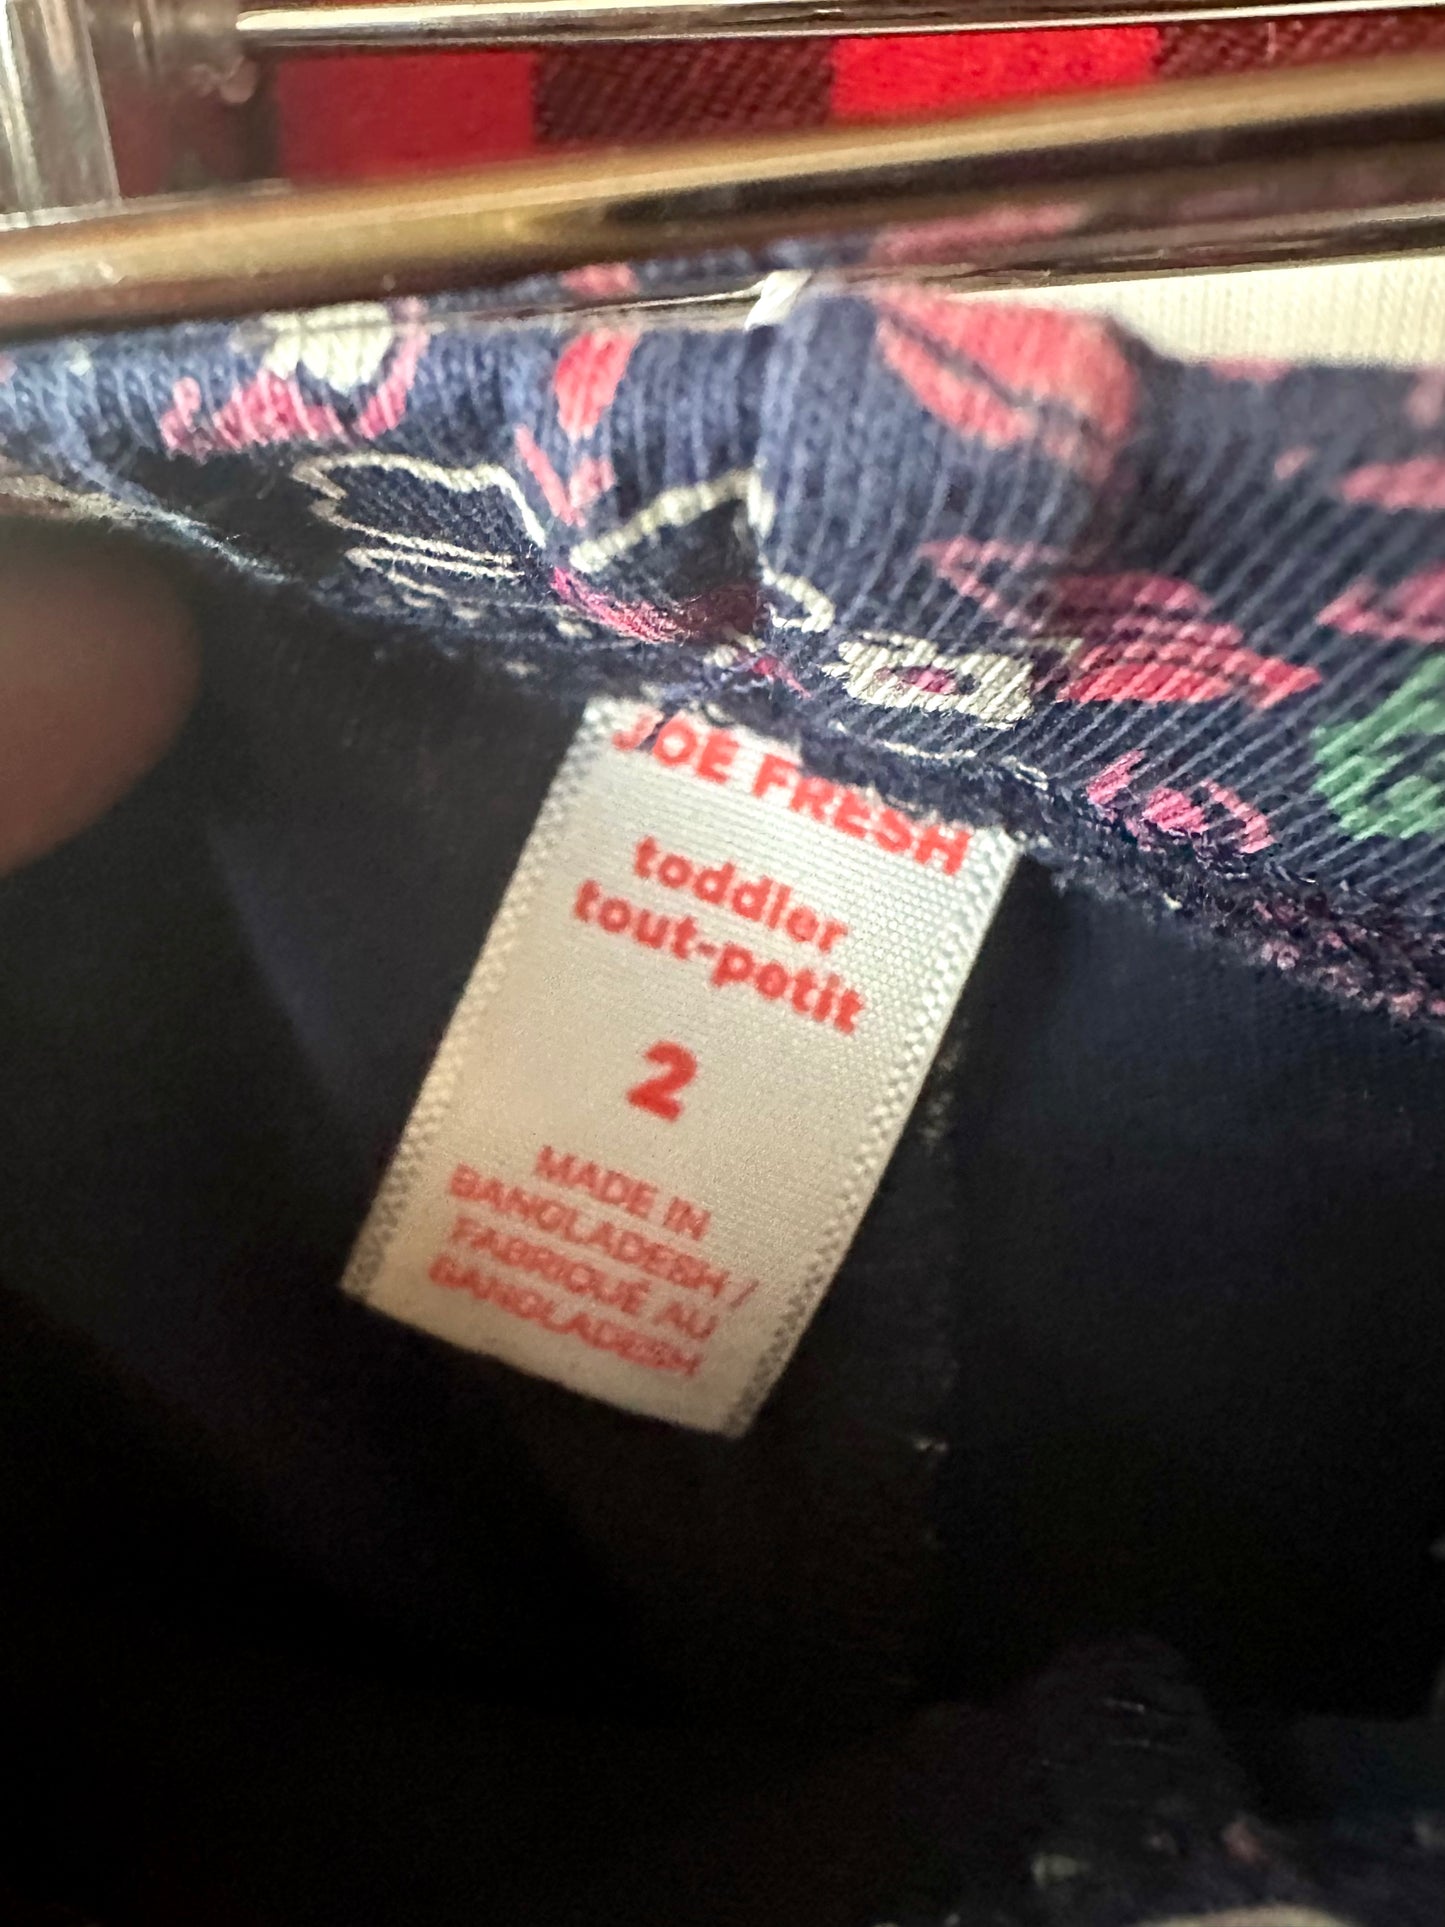 JOE FRESH
toddler
tout-petit
2
MADE IN
BANGLADESH /
FABRIQUÉ AU
BANGLADESH